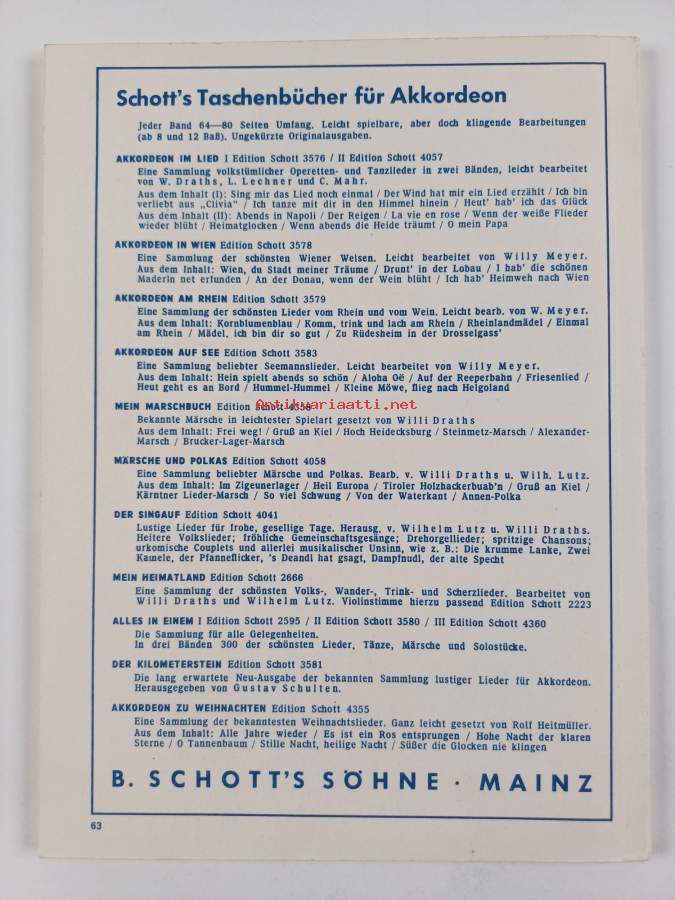 Schott's Taschenbücher für Akkordeon
Jeder Band 64—80 Seiten Umfang. Leicht spielbare, aber doch klingende Bearbeitungen
(ab 8 und 12 Baß). Ungekürzte Originalausgaben.
AKKORDEON IM LIED I Edition Schott 3576 / II Edition Schott 4057
Eine Sammlung volkstümlicher Operetten- und Tanzlieder in zwei Bänden, leicht bearbeitet
von W. Draths, L. Lechner und C. Mahr.
Aus dem Inhalt (I): Sing mir das Lied noch einmal / Der Wind hat mir ein Lied erzählt / Ich bin
verliebt aus „Clivia“ / Ich tanze mit dir in den Himmel hinein / Heut' hab' ich das Glück
Aus dem Inhalt (II): Abends in Napoli / Der Reigen / La vie en rose / Wenn der weiße Flieder
wieder blüht / Heimatglocken / Wenn abends die Heide träumt / O mein Papa
AKKORDEON IN WIEN Edition Schott 3578
Eine Sammlung der schönsten Wiener Weisen. Leicht bearbeitet von Willy Meyer.
Aus dem Inhalt: Wien, du Stadt meiner Träume / Drunt' in der Lobau / I hab' die schönen
Maderln net erfunden / An der Donau, wenn der Wein blüht / Ich hab' Heimweh nach Wien
AKKORDEON AM RHEIN Edition Schott 3579
Eine Sammlung der schönsten Lieder vom Rhein und vom Wein. Leicht bearb. von W. Meyer.
Aus dem Inhalt: Kornblumenblau / Komm, trink und lach am Rhein / Rheinlandmädel / Einmal
am Rhein / Mädel, ich bin dir so gut / Zu Rüdesheim in der Drosselgass'
AKKORDEON AUF SEE Edition Schott 3583
Eine Sammlung beliebter Seemannslieder. Leicht bearbeitet von Willy Meyer.
Aus dem Inhalt: Hein spielt abends so schön / Aloha Oë / Auf der Reeperbahn / Friesenlied /
Heut geht es an Bord / Hummel-Hummel / Kleine Möwe, flieg nach Helgoland
Antikvariaatti.net
MEIN MARSCHBUCH Edition Schott 4558
Bekannte Märsche in leichtester Spielart gesetzt von Willi Draths
Aus dem Inhalt: Frei weg! / Gruß an Kiel / Hoch Heidecksburg / Steinmetz-Marsch / Alexander-
Marsch / Brucker-Lager-Marsch
MÄRSCHE UND POLKAS Edition Schott 4058
Eine Sammlung beliebter Märsche und Polkas. Bearb. v. Willi Draths u. Wilh. Lutz.
Aus dem Inhalt: Im Zigeunerlager / Heil Europa / Tiroler Holzhackerbuab'n / Gruß an Kiel /
Kärntner Lieder-Marsch / So viel Schwung / Von der Waterkant / Annen-Polka
DER SINGAUF Edition Schott 4041
Lustige Lieder für frohe, gesellige Tage. Herausg. v. Wilhelm Lutz u. Willi Draths.
Heitere Volkslieder; fröhliche Gemeinschaftsgesänge; Drehorgellieder; spritzige Chansons;
urkomische Couplets und allerlei musikalischer Unsinn, wie z. B.: Die krumme Lanke, Zwei
Kamele, der Pfanneflicker, 's Deandl hat gsagt, Dampfnudl, der alte Specht
MEIN HEIMATLAND Edition Schott 2666
Eine Sammlung der schönsten Volks-, Wander-, Trink- und Scherzlieder. Bearbeitet von
Willi Draths und Wilhelm Lutz. Violinstimme hierzu passend Edition Schott 2223
ALLES IN EINEM I Edition Schott 2595 / II Edition Schott 3580 / III Edition Schott 4360
Die Sammlung für alle Gelegenheiten.
In drei Bänden 300 der schönsten Lieder, Tänze, Märsche und Solostücke.
DER KILOMETERSTEIN Edition Schott 3581
Die lang erwartete Neu-Ausgabe der bekannten Sammlung lustiger Lieder für Akkordeon.
Herausgegeben von Gustav Schulten.
AKKORDEON ZU WEIHNACHTEN Edition Schott 4355
Eine Sammlung der bekanntesten Weihnachtslieder. Ganz leicht gesetzt von Rolf Heitmüller.
Aus dem Inhalt: Alle Jahre wieder / Es ist ein Ros entsprungen / Hohe Nacht der klaren
Sterne / O Tannenbaum / Stille Nacht, heilige Nacht / Süßer die Glocken nie klingen
B. SCHOTT'S SÖHNE · MAINZ
63